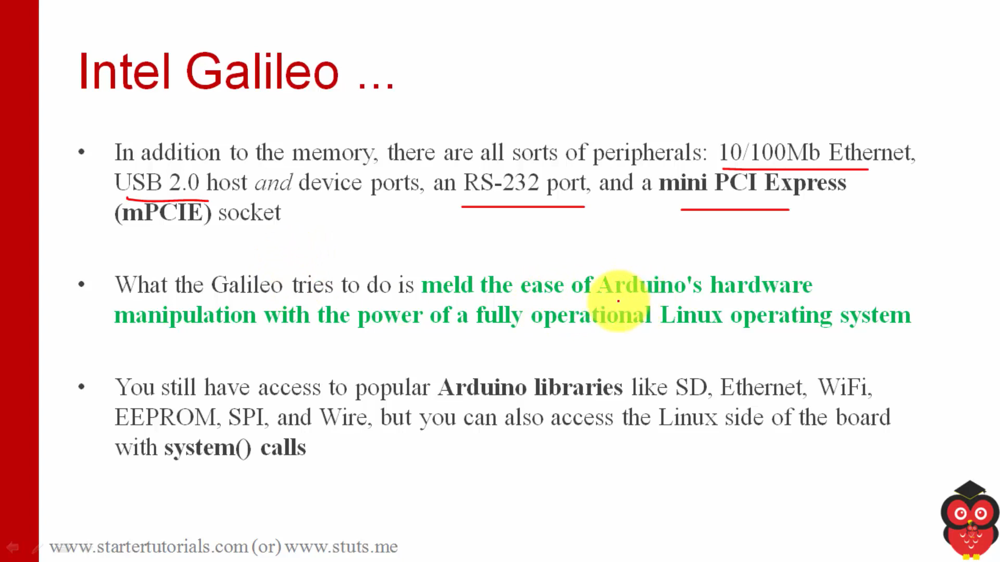 Intel Galileo ...
• In addition to the memory, there are all sorts of peripherals: 10/100Mb Ethernet,
USB 2.0 host and device ports, an RS-232 port, and a mini PCI Express
(mPCIE) socket
• What the Galileo tries to do is meld the ease of Arduino's hardware
manipulation with the power of a fully operational Linux operating system
• You still have access to popular Arduino libraries like SD, Ethernet, WiFi,
EEPROM, SPI, and Wire, but you can also access the Linux side of the board
with system() calls
www.startertutorials.com (or) www.stuts.me